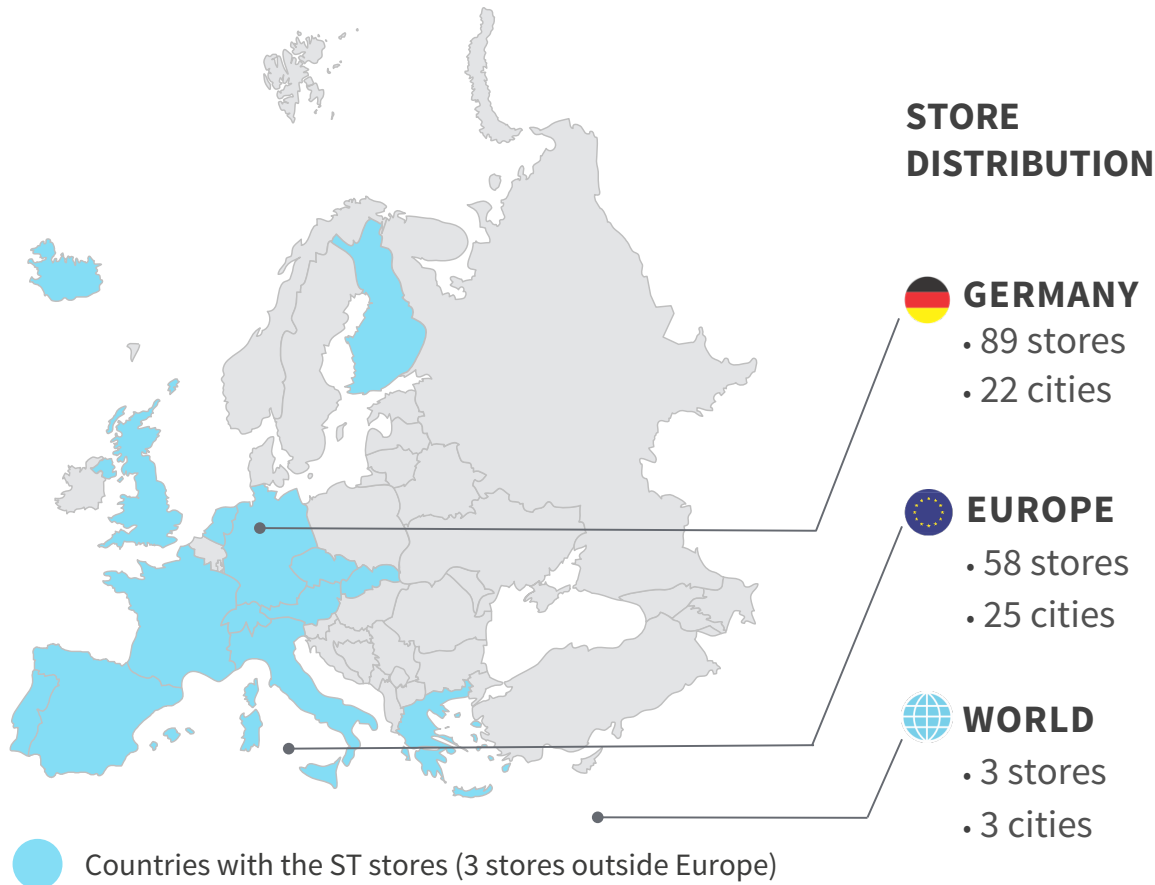 STORE
DISTRIBUTION
GERMANY
• 89 stores
• 22 cities
EUROPE
• 58 stores
• 25 cities
WORLD
• 3 stores
• 3 cities
Countries with the ST stores (3 stores outside Europe)